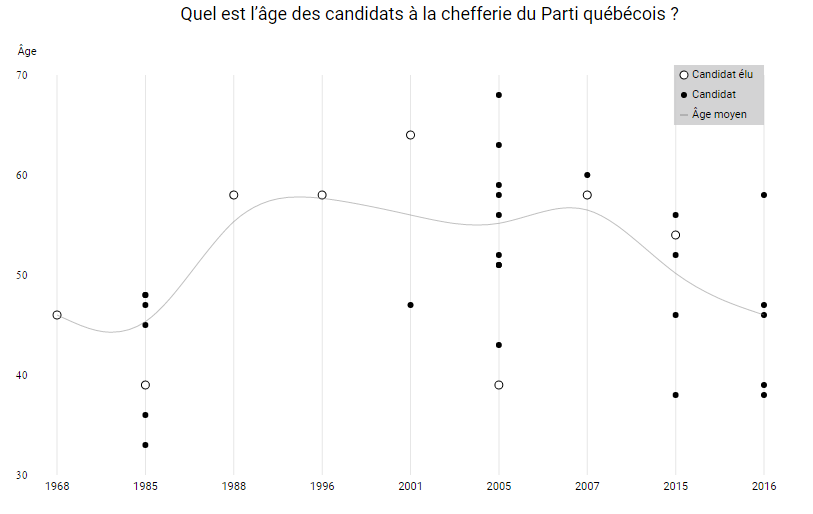 Quel est l’âge des candidats à la chefferie du Parti québécois ?
Âge
70
Candidat élu
Candidat
Âge moyen
60
50
40
30
1968 1985 1988 1996 2001 2005 2007 2015 2016